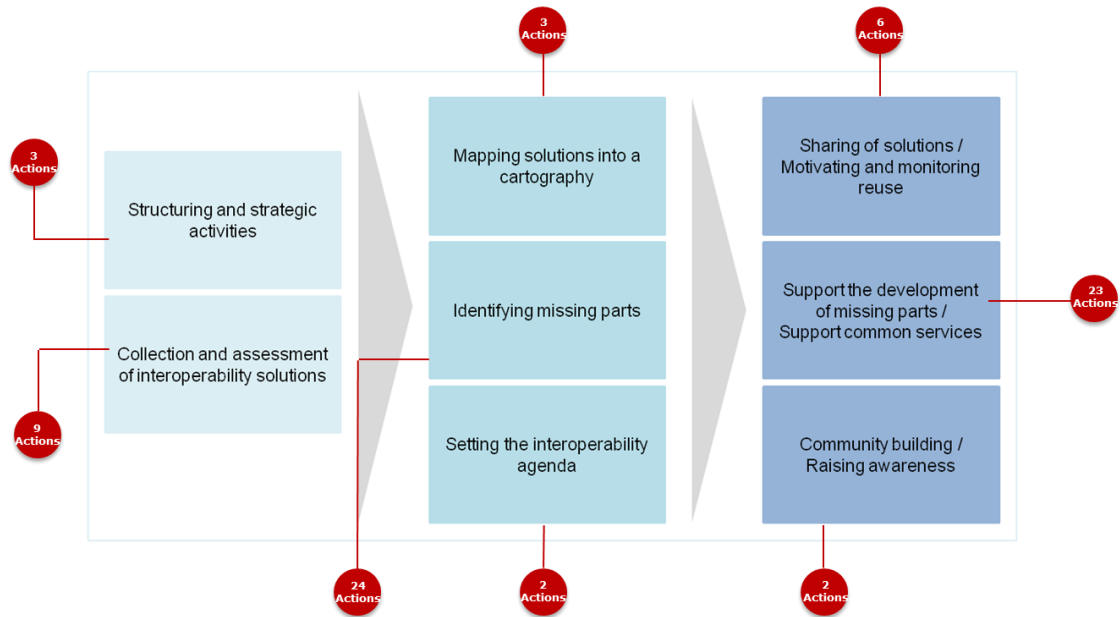 3
Actions
6
Actions
3
Actions
Structuring and strategic
activities
Collection and assessment
of interoperability solutions
9
Actions
Mapping solutions into a
cartography
Identifying missing parts
Setting the interoperability
agenda
Sharing of solutions /
Motivating and monitoring
reuse
Support the development
of missing parts /
Support common services
Community building /
Raising awareness
23
Actions
24
Actions
2
Actions
2
Actions